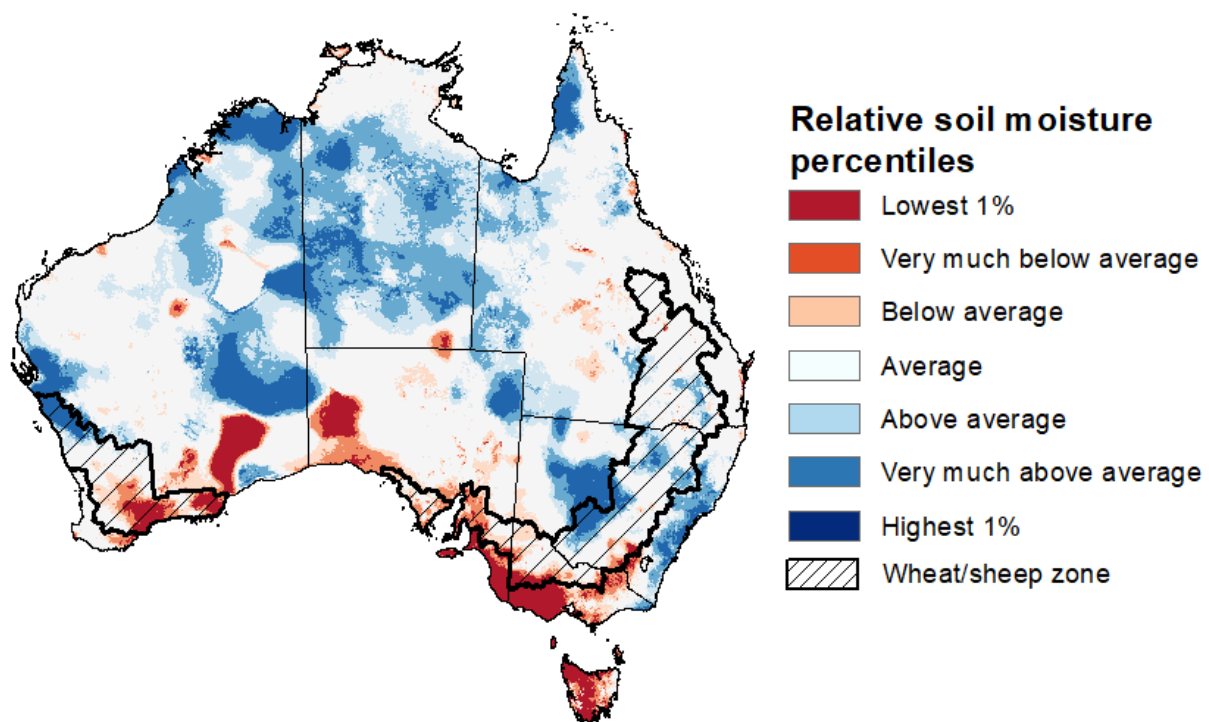 Relative soil moisture
percentiles
Lowest 1%
Very much below average
Below average
Average
Above average
Very much above average
Highest 1%
Wheat/sheep zone